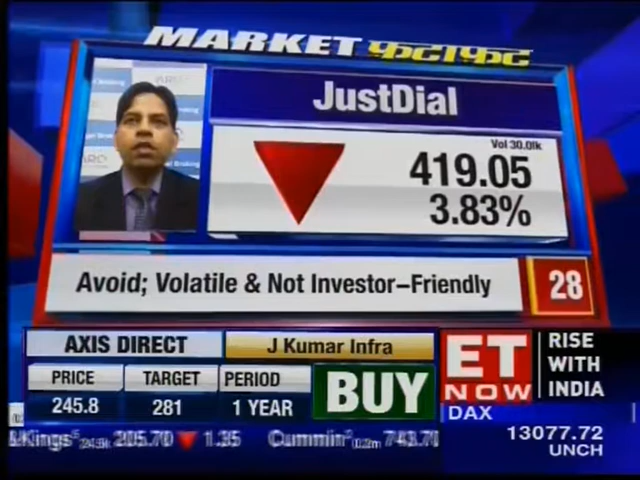 MARKET फटाफट
JustDial
Vol 30.0lk
419.05
3.83%
Avoid; Volatile & Not Investor-Friendly
28
AXIS DIRECT
J Kumar Infra
PRICE
TARGET
PERIOD
BUY
245.8
281
1 YEAR
ET
NOW
RISE
WITH
INDIA
DAX
13077.72
UNCH
205.70 1.35 Cummin 743.70